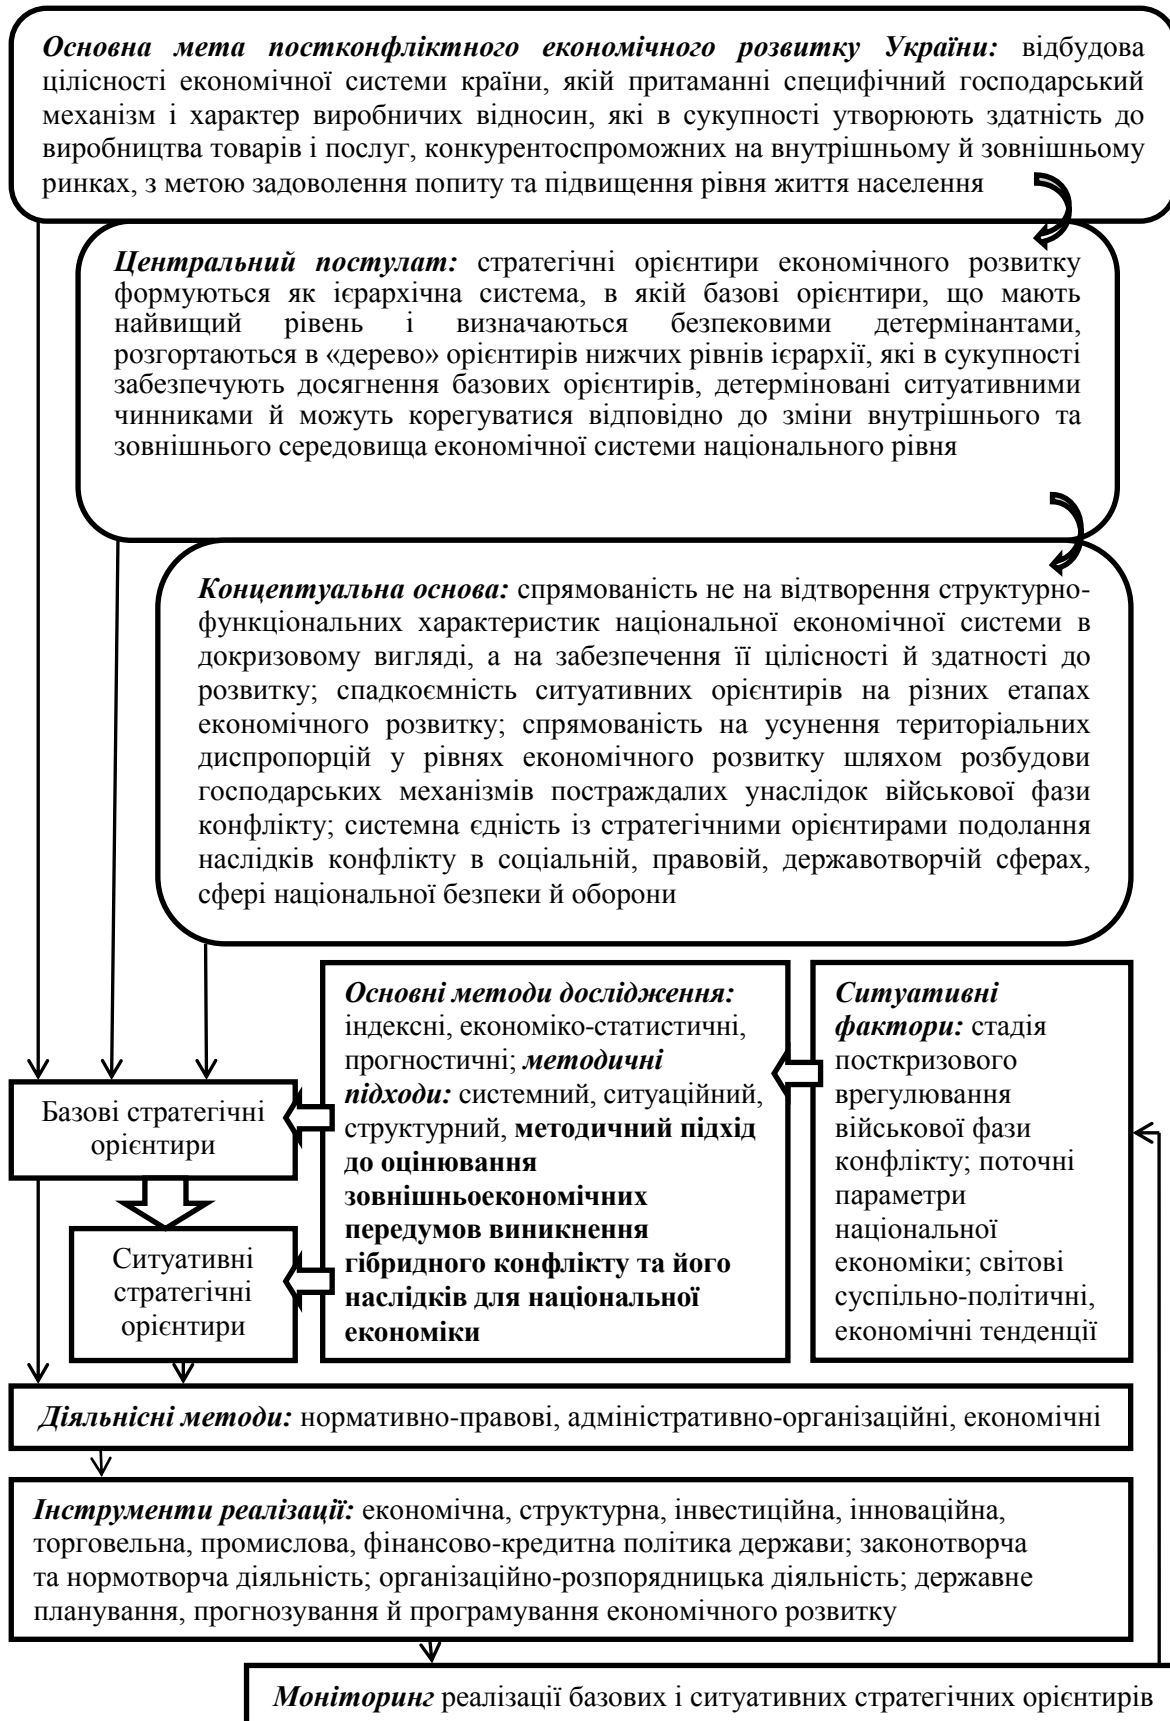 Основна мета постконфліктного економічного розвитку України: відбудова
цілісності економічної системи країни, якій притаманні специфічний господарський
механізм і характер виробничих відносин, які в сукупності утворюють здатність до
виробництва товарів і послуг, конкурентоспроможних на внутрішньому й зовнішньому
ринках, з метою задоволення попиту та підвищення рівня життя населення
Центральний постулат: стратегічні орієнтири економічного розвитку
формуються як ієрархічна система, в якій базові орієнтири, що мають
найвищий рівень і визначаються безпековими детермінантами,
розгортаються в «дерево» орієнтирів нижчих рівнів ієрархії, які в сукупності
забезпечують досягнення базових орієнтирів, детерміновані ситуативними
чинниками й можуть корегуватися відповідно до зміни внутрішнього та
зовнішнього середовища економічної системи національного рівня
Концептуальна основа: спрямованість не на відтворення структурно-
функціональних характеристик національної економічної системи в
докризовому вигляді, а на забезпечення її цілісності й здатності до
розвитку; спадкоємність ситуативних орієнтирів на різних етапах
економічного розвитку; спрямованість на усунення територіальних
диспропорцій у рівнях економічного розвитку шляхом розбудови
господарських механізмів постраждалих унаслідок військової фази
конфлікту; системна єдність із стратегічними орієнтирами подолання
наслідків конфлікту в соціальній, правовій, державотворчій сферах,
сфері національної безпеки й оборони
Базові стратегічні
орієнтири
Ситуативні
стратегічні
орієнтири
Основні методи дослідження:
індексні, економіко-статистичні,
прогностичні; методичні
підходи: системний, ситуаційний,
структурний, методичний підхід
до оцінювання
зовнішньоекономічних
передумов виникнення
гібридного конфлікту та його
наслідків для національної
економіки
Ситуативні
фактори: стадія
посткризового
врегулювання
військової фази
конфлікту; поточні
параметри
національної
економіки; світові
суспільно-політичні,
економічні тенденції
Діяльнісні методи: нормативно-правові, адміністративно-організаційні, економічні
Інструменти реалізації: економічна, структурна, інвестиційна, інноваційна,
торговельна, промислова, фінансово-кредитна політика держави; законотворча
та нормотворча діяльність; організаційно-розпорядницька діяльність; державне
планування, прогнозування й програмування економічного розвитку
Моніторинг реалізації базових і ситуативних стратегічних орієнтирів